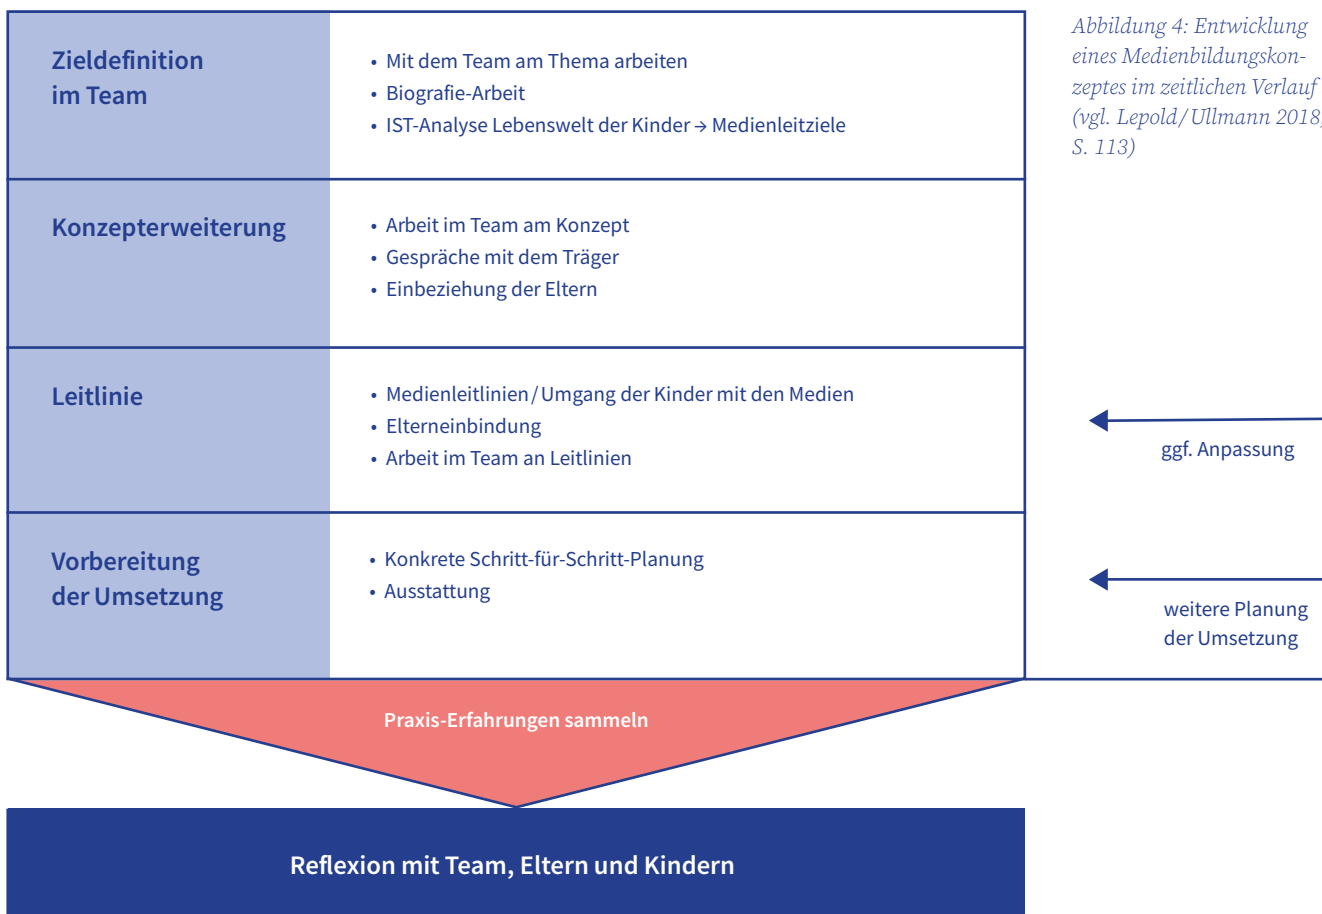 Zieldefinition
im Team
• Mit dem Team am Thema arbeiten
• Biografie-Arbeit
• IST-Analyse Lebenswelt der Kinder → Medienleitziele
Abbildung 4: Entwicklung
eines Medienbildungskon-
zeptes im zeitlichen Verlauf
(vgl. Lepold/Ullmann 2018,
S. 113)
Konzepterweiterung
• Arbeit im Team am Konzept
• Gespräche mit dem Träger
• Einbeziehung der Eltern
Leitlinie
• Medienleitlinien/Umgang der Kinder mit den Medien
• Elterneinbindung
• Arbeit im Team an Leitlinien
ggf. Anpassung
Vorbereitung
der Umsetzung
• Konkrete Schritt-für-Schritt-Planung
• Ausstattung
weitere Planung
der Umsetzung
Praxis-Erfahrungen sammeln
Reflexion mit Team, Eltern und Kindern